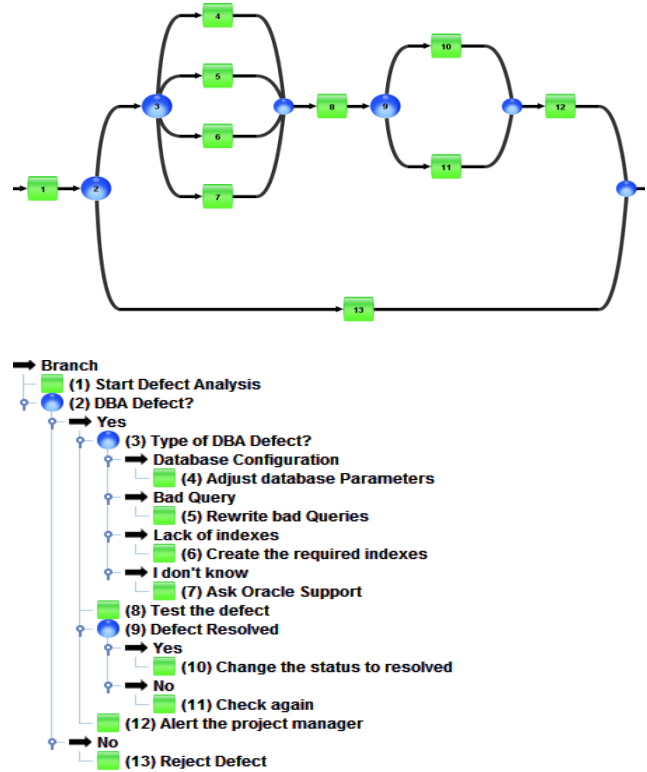 4
5
10
3
8
9
12
6
11
7
1
2
13
Branch
(1) Start Defect Analysis
(2) DBA Defect?
Yes
(3) Type of DBA Defect?
Database Configuration
(4) Adjust database Parameters
Bad Query
(5) Rewrite bad Queries
Lack of indexes
(6) Create the required indexes
I don't know
(7) Ask Oracle Support
(8) Test the defect
(9) Defect Resolved
Yes
(10) Change the status to resolved
No
(11) Check again
(12) Alert the project manager
No
(13) Reject Defect